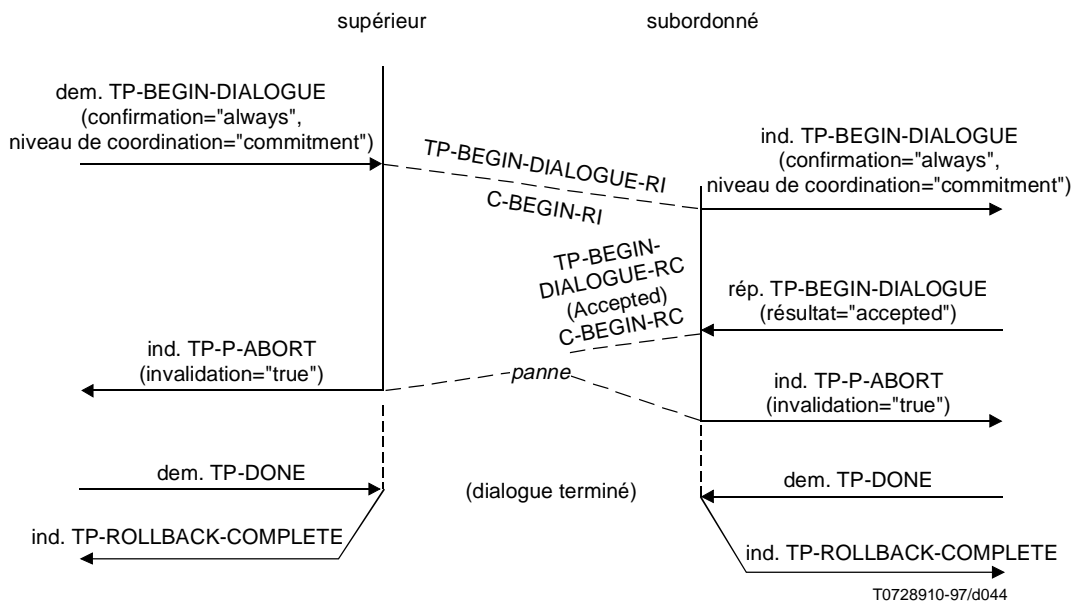 supérieur
subordonné
dem. TP-BEGIN-DIALOGUE
(confirmation="always",
niveau de coordination="commitment")
TP-BEGIN-DIALOGUE-RI
C-BEGIN-RI
ind. TP-BEGIN-DIALOGUE
(confirmation="always",
niveau de coordination="commitment")
TP-BEGIN-
DIALOGUE-RC
(Accepted)
C-BEGIN-RC
rép. TP-BEGIN-DIALOGUE
(résultat="accepted")
ind. TP-P-ABORT
(invalidation="true")
panne
ind. TP-P-ABORT
(invalidation="true")
dem. TP-DONE
(dialogue terminé)
dem. TP-DONE
ind. TP-ROLLBACK-COMPLETE
ind. TP-ROLLBACK-COMPLETE
T0728910-97/d044